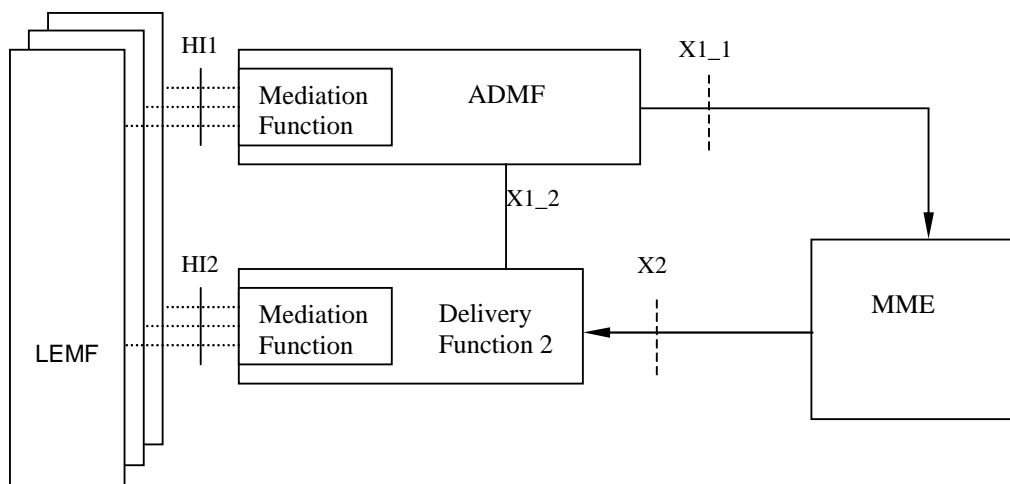 HI1
X1_1
Mediation
Function
ADMF
X1_2
HI2
X2
Mediation
Function
Delivery
Function 2
MME
LEMF